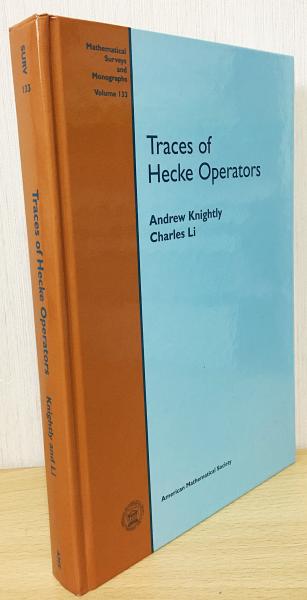 SURV
133
Traces of Hecke Operators
Knightly and Li
AMS
Mathematical
Surveys
and
Monographs
Volume 133
Traces of
Hecke Operators
Andrew Knightly
Charles Li
American Mathematical Society